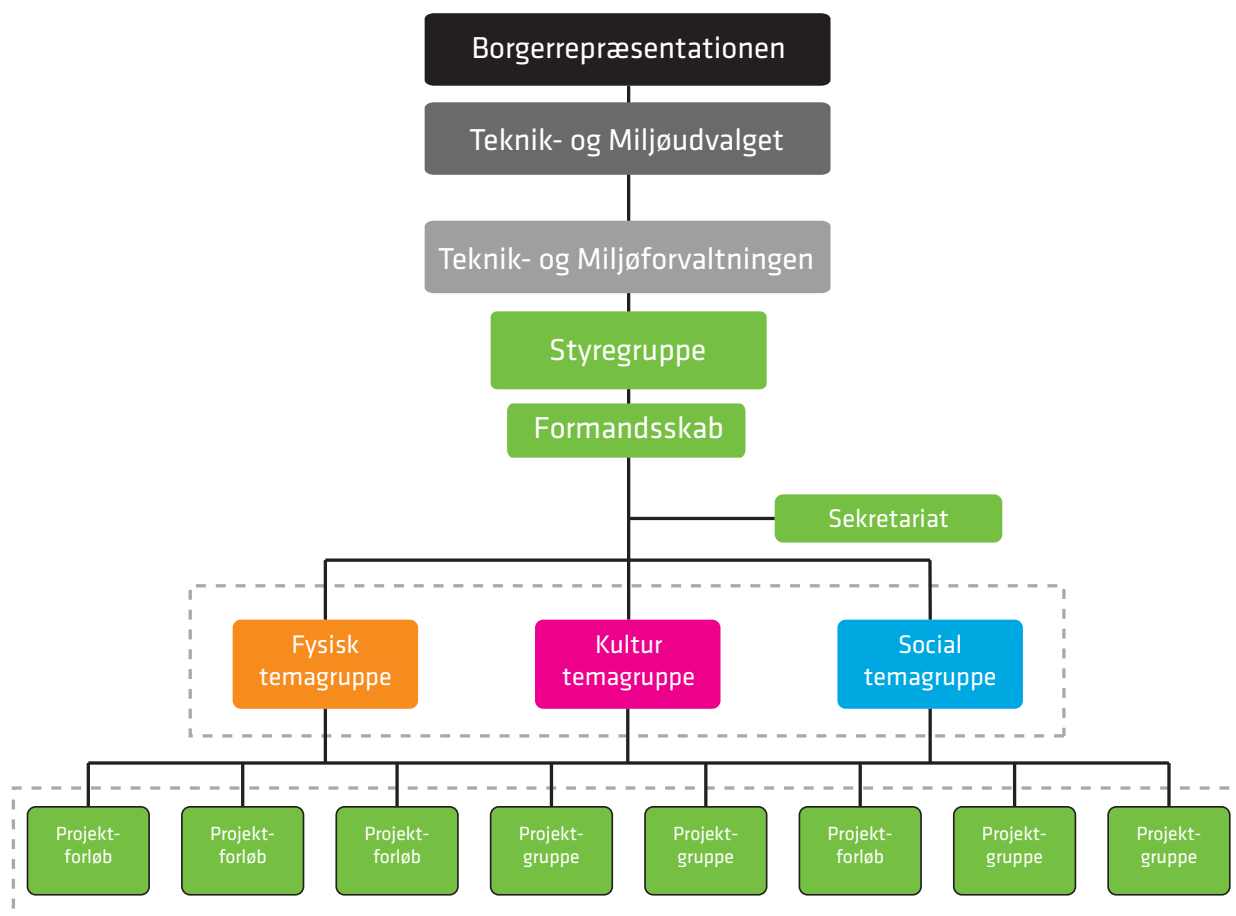 Borgerrepræsentationen
Teknik- og Miljøudvalget
Teknik- og Miljøforvaltningen
Styregruppe
Formandsskab
Sekretariat
Fysisk
temagruppe
Kultur
temagruppe
Social
temagruppe
Projekt-
forløb
Projekt-
forløb
Projekt-
forløb
Projekt-
gruppe
Projekt-
gruppe
Projekt-
forløb
Projekt-
gruppe
Projekt-
gruppe